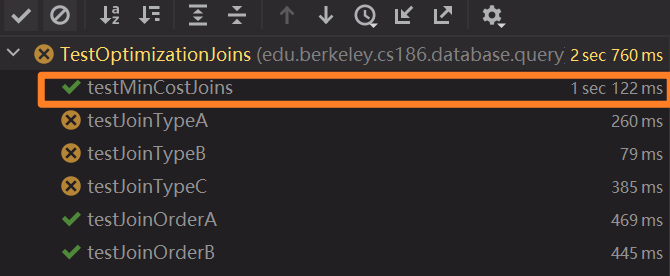 TestOptimizationJoins (edu.berkeley.cs186.database.query 2 sec 760 ms
testMinCostJoins 1 sec 122 ms
testJoinTypeA 260 ms
testJoinTypeB 79 ms
testJoinTypeC 385 ms
testJoinOrderA 469 ms
testJoinOrderB 445 ms